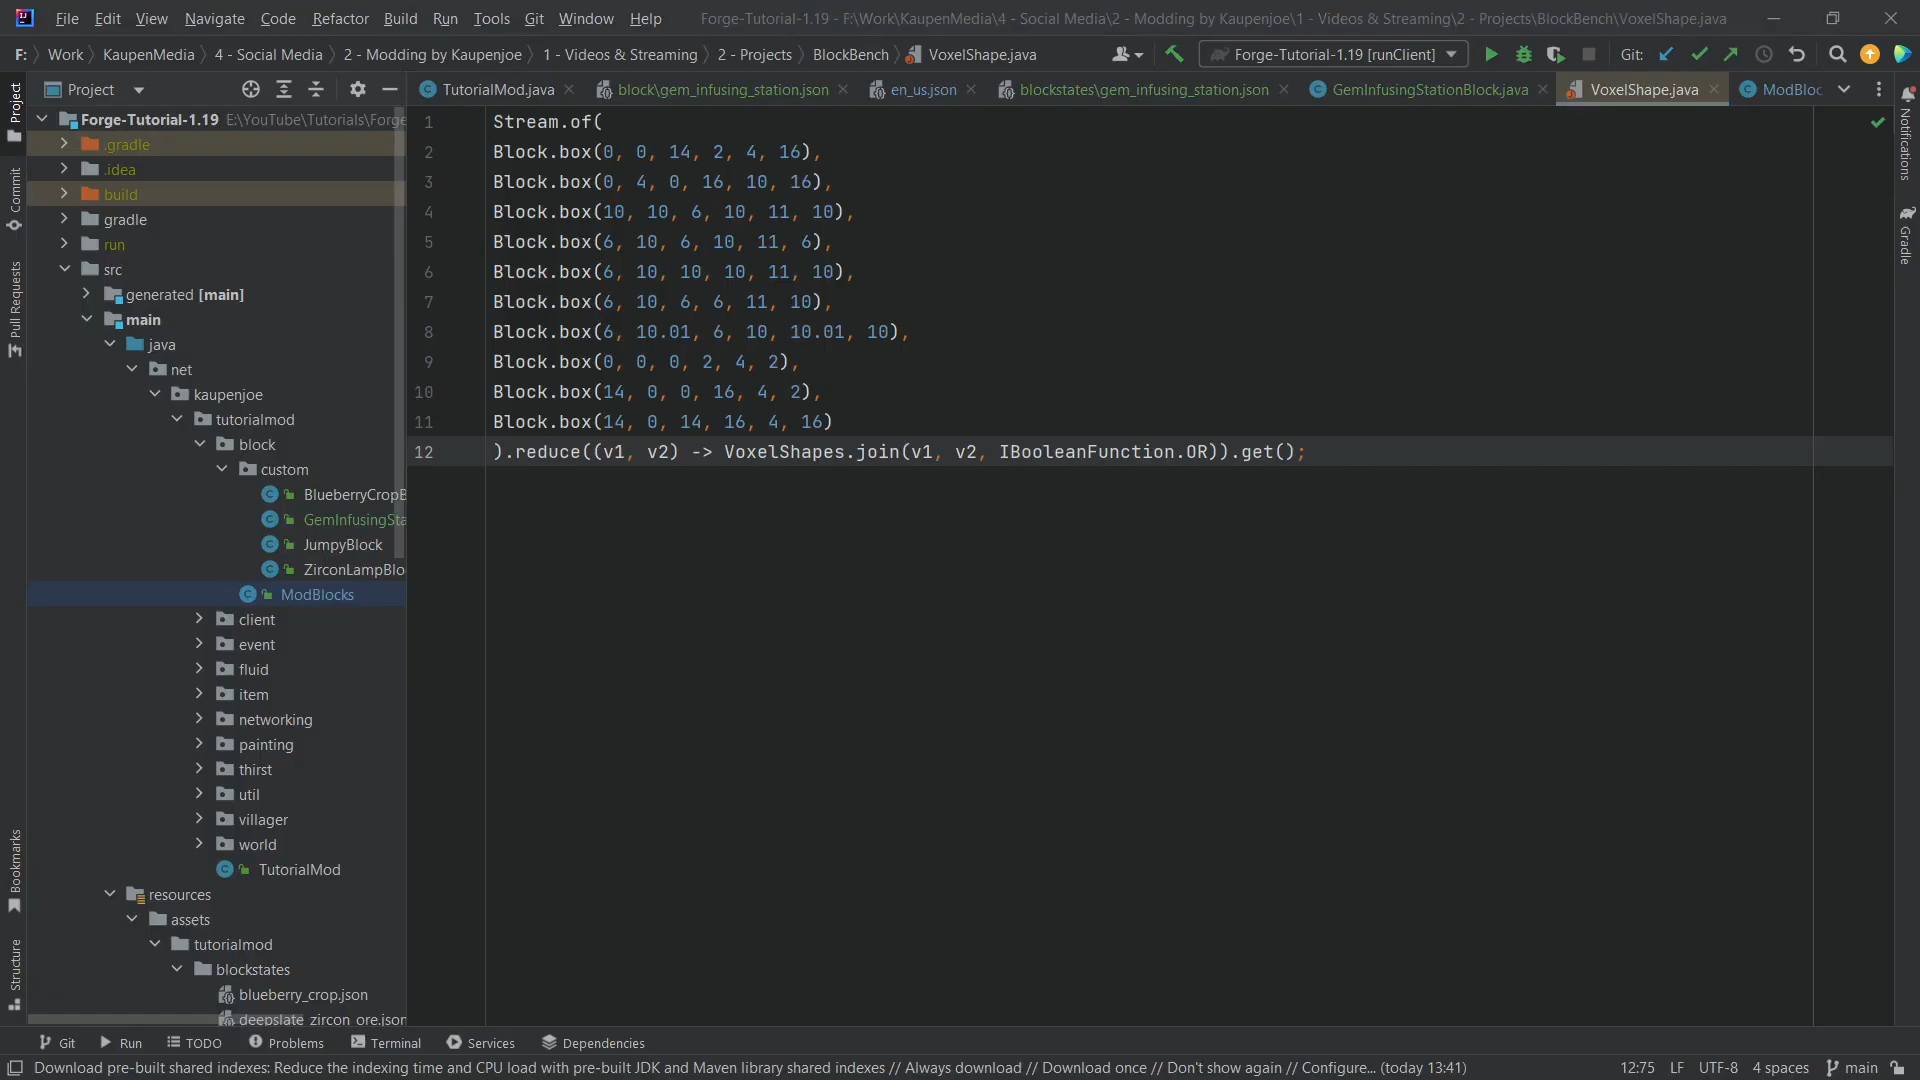 File Edit View Navigate Code Refactor Build Run Tools Git Window Help Forge-Tutorial-1.19 - F:\Work\KaupenMedia\4 - Social Media\2 - Modding by Kaupenjoe\1 - Videos & Streaming\2 - Projects\BlockBench\VoxelShape.java
F: Work KaupenMedia 4 - Social Media 2 - Modding by Kaupenjoe 1 - Videos & Streaming 2 - Projects BlockBench VoxelShape.java Forge-Tutorial-1.19 [runClient] Git:
Project TutorialMod.java block\gem_infusing_station.json en_us.json blockstates\gem_infusing_station.json GemInfusingStationBlock.java VoxelShape.java ModBloc
Project
Commit
Pull Requests
Bookmarks
Structure
Forge-Tutorial-1.19 E:\YouTube\Tutorials\Forge
.gradle
.idea
build
gradle
run
src
generated [main]
main
java
net
kaupenjoe
tutorialmod
block
custom
BlueberryCropB
GemInfusingSta
JumpyBlock
ZirconLampBlo
ModBlocks
client
event
fluid
item
networking
painting
thirst
util
villager
world
TutorialMod
resources
assets
tutorialmod
blockstates
blueberry_crop.json
deepslate_zircon_ore.json
1 Stream.of(
2 Block.box(0, 0, 14, 2, 4, 16),
3 Block.box(0, 4, 0, 16, 10, 16),
4 Block.box(10, 10, 6, 10, 11, 10),
5 Block.box(6, 10, 6, 10, 11, 6),
6 Block.box(6, 10, 10, 10, 11, 10),
7 Block.box(6, 10, 6, 6, 11, 10),
8 Block.box(6, 10.01, 6, 10, 10.01, 10),
9 Block.box(0, 0, 0, 2, 4, 2),
10 Block.box(14, 0, 0, 16, 4, 2),
11 Block.box(14, 0, 14, 16, 4, 16)
12 ).reduce((v1, v2) -> VoxelShapes.join(v1, v2, IBooleanFunction.OR)).get();
Notifications
Gradle
Git Run TODO Problems Terminal Services Dependencies
Download pre-built shared indexes: Reduce the indexing time and CPU load with pre-built JDK and Maven library shared indexes // Always download // Download once // Don't show again // Configure... (today 13:41) 12:75 LF UTF-8 4 spaces main